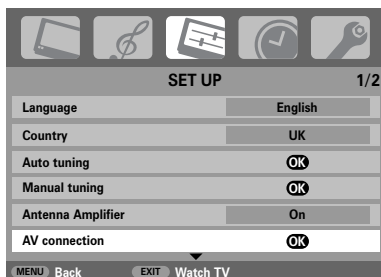 SET UP 1/2
Language English
Country UK
Auto tuning OK
Manual tuning OK
Antenna Amplifier On
AV connection OK
MENU Back EXIT Watch TV